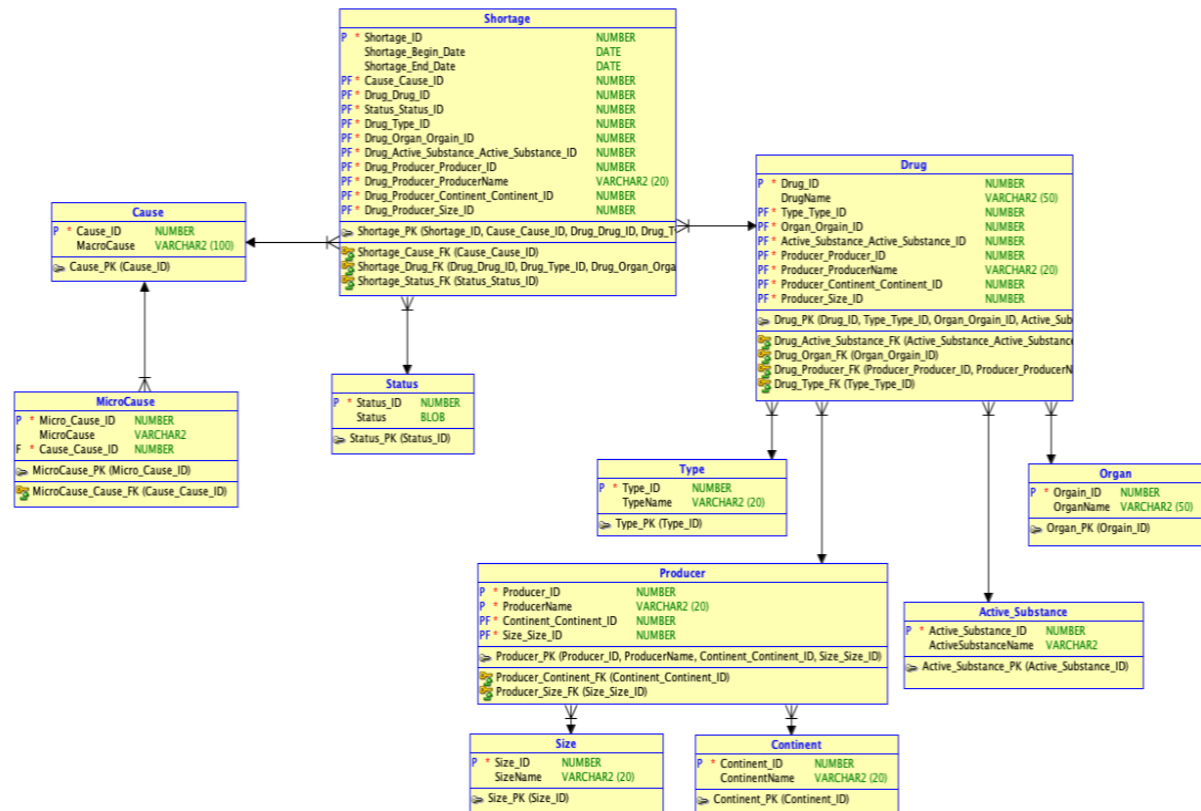 Shortage
P * Shortage_ID NUMBER
Shortage_Begin_Date DATE
Shortage_End_Date DATE
PF * Cause_Cause_ID NUMBER
PF * Drug_Drug_ID NUMBER
PF * Status_Status_ID NUMBER
PF * Drug_Type_ID NUMBER
PF * Drug_Organ_Orgain_ID NUMBER
PF * Drug_Active_Substance_Active_Substance_ID NUMBER
PF * Drug_Producer_Producer_ID NUMBER
PF * Drug_Producer_ProducerName VARCHAR2 (20)
PF * Drug_Producer_Continent_Continent_ID NUMBER
PF * Drug_Producer_Size_ID NUMBER
Shortage_PK (Shortage_ID, Cause_Cause_ID, Drug_Drug_ID, Drug_T
Shortage_Cause_FK (Cause_Cause_ID)
Shortage_Drug_FK (Drug_Drug_ID, Drug_Type_ID, Drug_Organ_Orga
Shortage_Status_FK (Status_Status_ID)
Drug
P * Drug_ID NUMBER
DrugName VARCHAR2 (50)
PF * Type_Type_ID NUMBER
PF * Organ_Orgain_ID NUMBER
PF * Active_Substance_Active_Substance_ID NUMBER
PF * Producer_Producer_ID NUMBER
PF * Producer_ProducerName VARCHAR2 (20)
PF * Producer_Continent_Continent_ID NUMBER
PF * Producer_Size_ID NUMBER
Drug_PK (Drug_ID, Type_Type_ID, Organ_Orgain_ID, Active_Sub
Drug_Active_Substance_FK (Active_Substance_Active_Substance
Drug_Organ_FK (Organ_Orgain_ID)
Drug_Producer_FK (Producer_Producer_ID, Producer_ProducerN
Drug_Type_FK (Type_Type_ID)
Cause
P * Cause_ID NUMBER
MacroCause VARCHAR2 (100)
Cause_PK (Cause_ID)
MicroCause
P * Micro_Cause_ID NUMBER
MicroCause VARCHAR2
F * Cause_Cause_ID NUMBER
MicroCause_PK (Micro_Cause_ID)
MicroCause_Cause_FK (Cause_Cause_ID)
Status
P * Status_ID NUMBER
Status BLOB
Status_PK (Status_ID)
Type
P * Type_ID NUMBER
TypeName VARCHAR2 (20)
Type_PK (Type_ID)
Organ
P * Orgain_ID NUMBER
OrganName VARCHAR2 (50)
Organ_PK (Orgain_ID)
Producer
P * Producer_ID NUMBER
P * ProducerName VARCHAR2 (20)
PF * Continent_Continent_ID NUMBER
PF * Size_Size_ID NUMBER
Producer_PK (Producer_ID, ProducerName, Continent_Continent_ID, Size_Size_ID)
Producer_Continent_FK (Continent_Continent_ID)
Producer_Size_FK (Size_Size_ID)
Active_Substance
P * Active_Substance_ID NUMBER
ActiveSubstanceName VARCHAR2
Active_Substance_PK (Active_Substance_ID)
Size
P * Size_ID NUMBER
SizeName VARCHAR2 (20)
Size_PK (Size_ID)
Continent
P * Continent_ID NUMBER
ContinentName VARCHAR2 (20)
Continent_PK (Continent_ID)